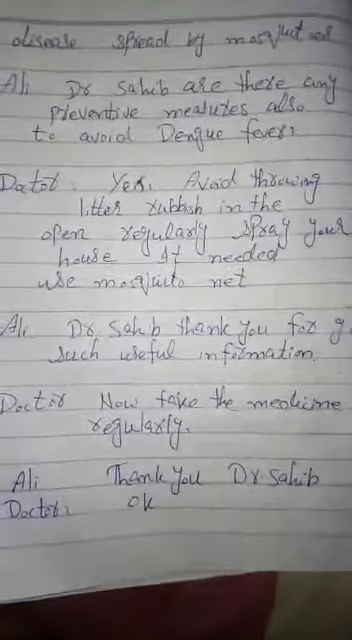 disease spread by mosquitoes
Ali Dr Sahib are there any
preventive measures also
to avoid Dengue fever?
Doctor. Yes. Avoid throwing
litter rubbish in the
open regularly spray your
house If needed
use mosquito net
Ali Dr. Sahib thank you for g
such useful information.
Doctor Now take the medicine
regularly.
Ali Thank you Dr. Sahib
Doctor: ok